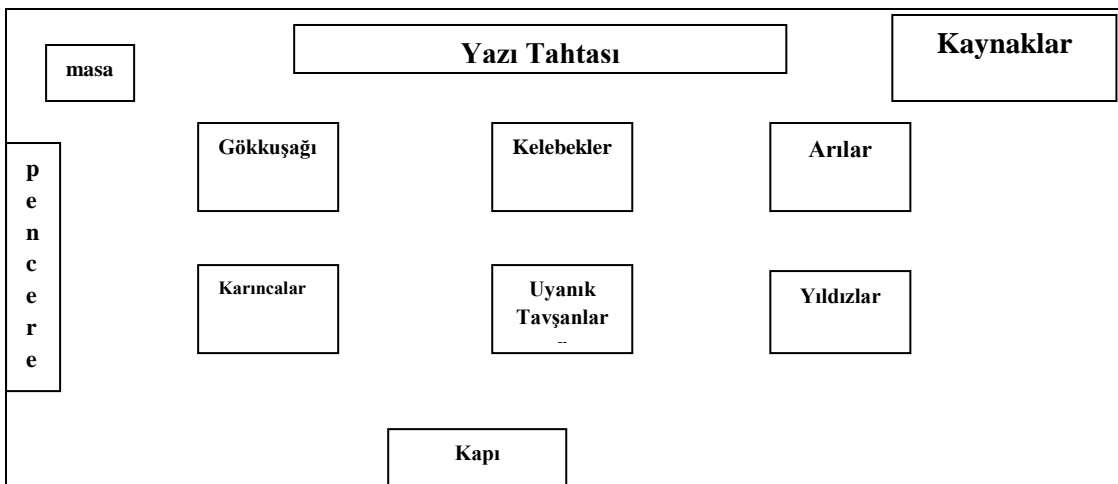 Yazı Tahtası
Kaynaklar
masa
Gökkuşağı
Kelebekler
Arılar
p
e
n
c
e
r
e
Karıncalar
Uyanık
Tavşanlar
--
Yıldızlar
Kapı